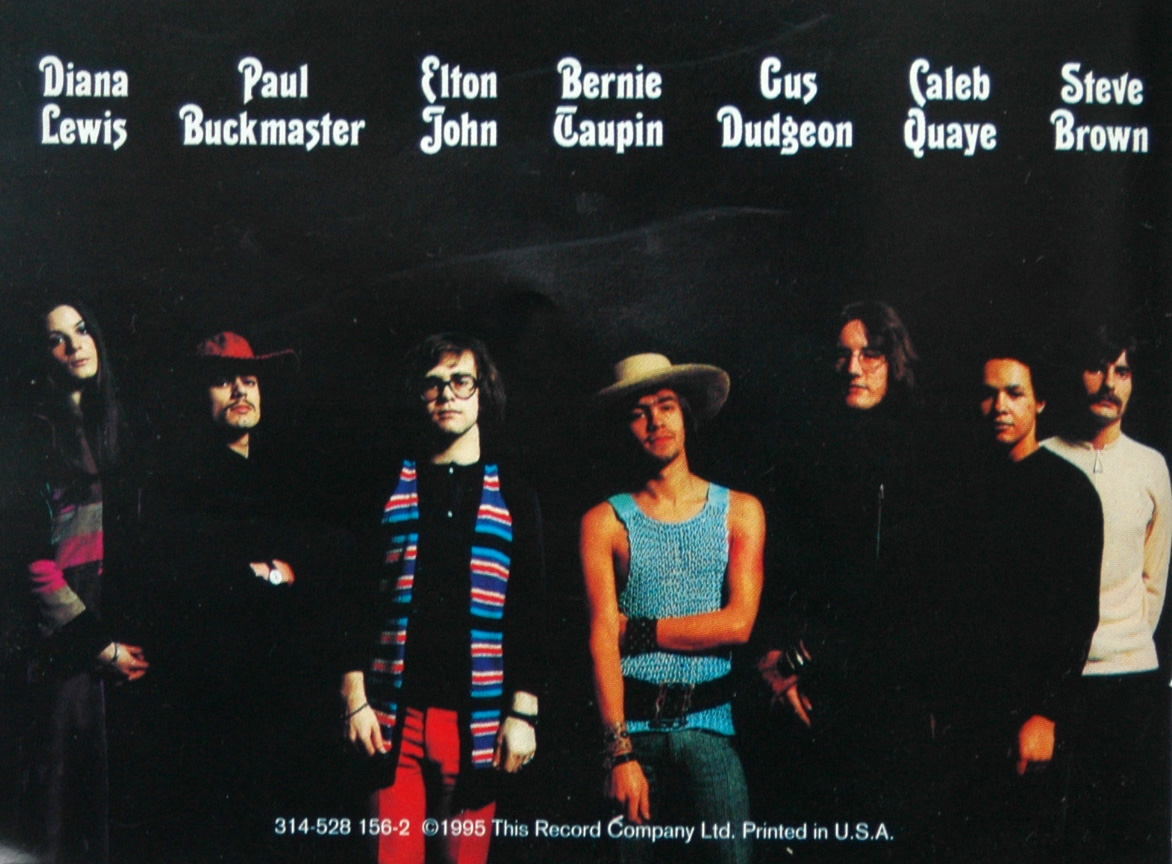 Diana Lewis
Paul Buckmaster
Elton John
Bernie Taupin
Gus Dudgeon
Caleb Quaye
Steve Brown
314-528 156-2 ©1995 This Record Company Ltd. Printed in U.S.A.